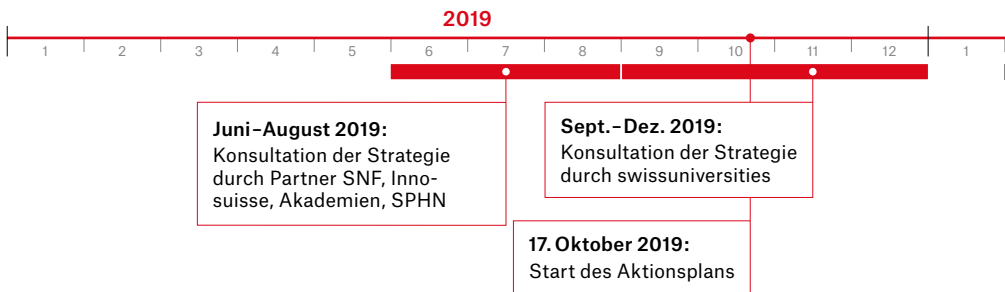 2019
1 2 3 4 5 6 7 8 9 10 11 12 1
Juni–August 2019:
Konsultation der Strategie
durch Partner SNF, Inno-
suisse, Akademien, SPHN
Sept.–Dez. 2019:
Konsultation der Strategie
durch swissuniversities
17. Oktober 2019:
Start des Aktionsplans